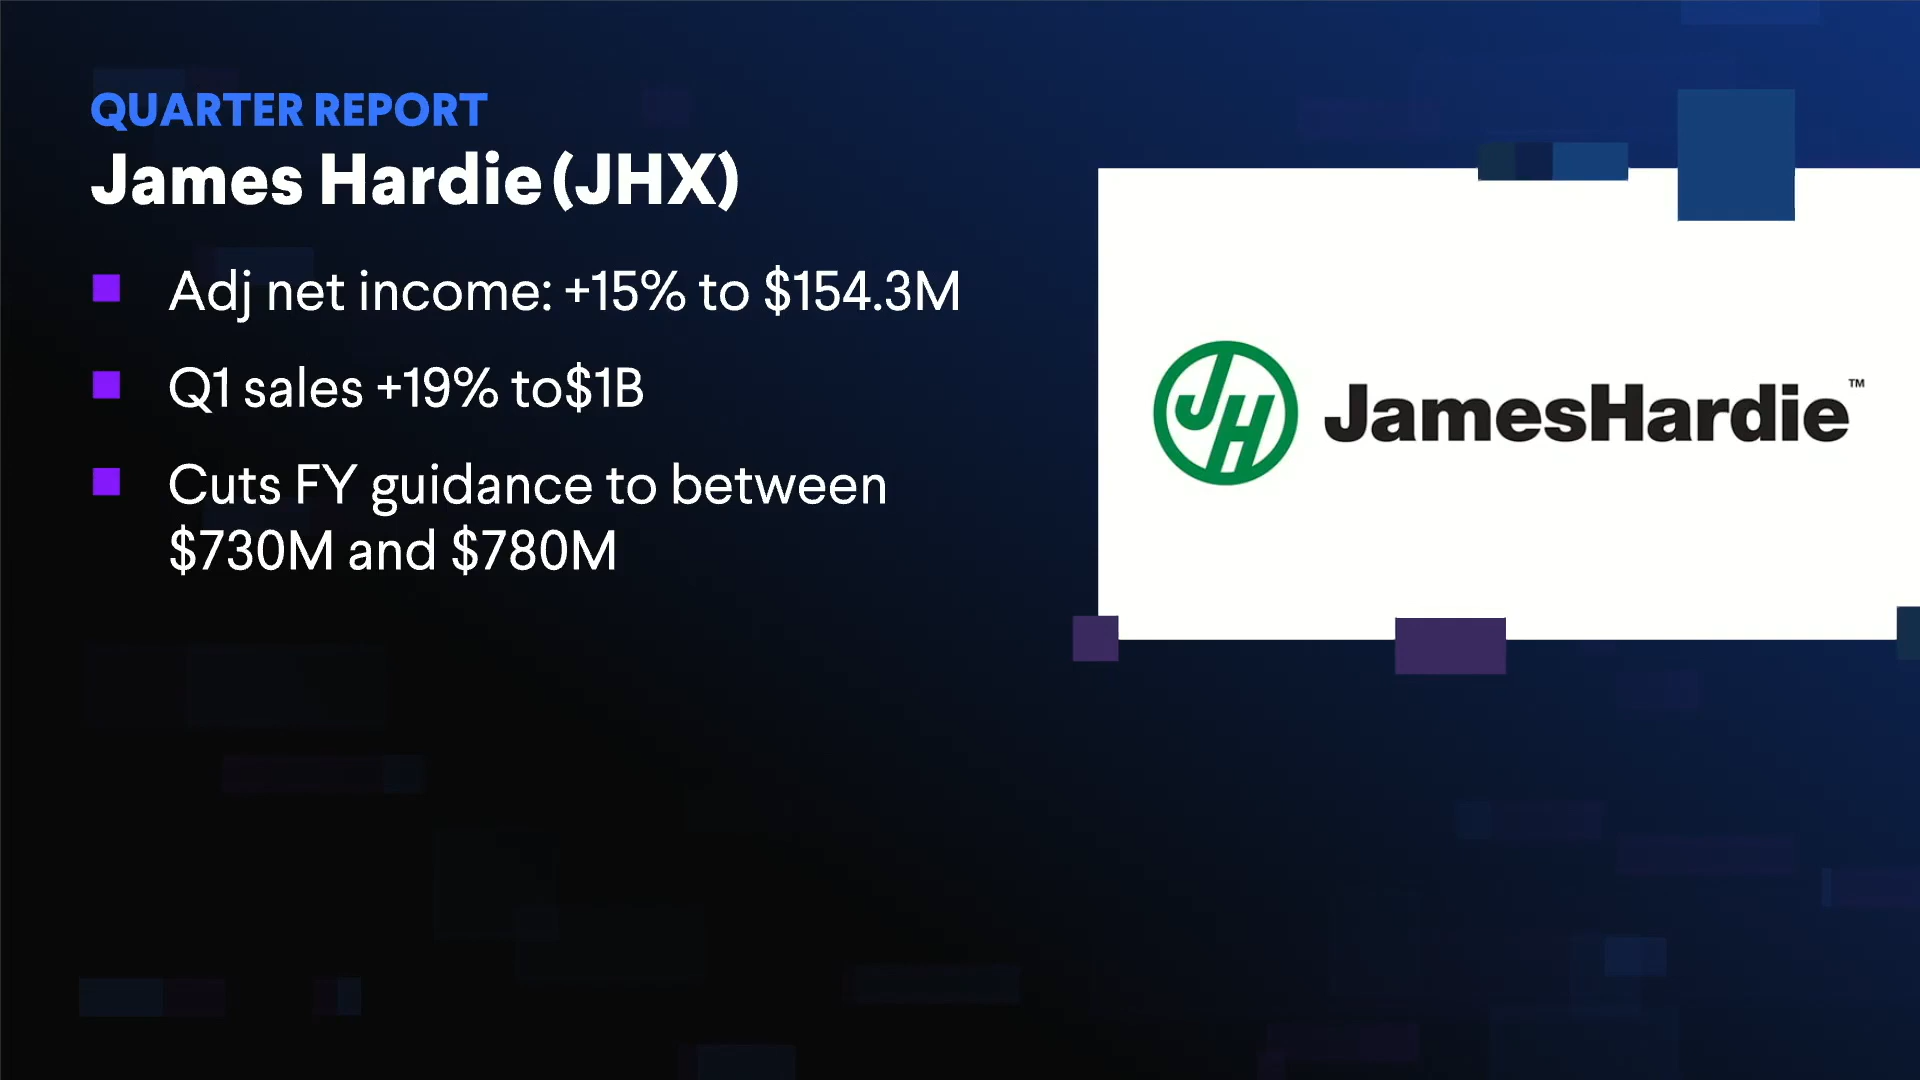 QUARTER REPORT
James Hardie (JHX)
Adj net income: +15% to $154.3M
Q1 sales +19% to$1B
Cuts FY guidance to between
$730M and $780M
JH JamesHardie™